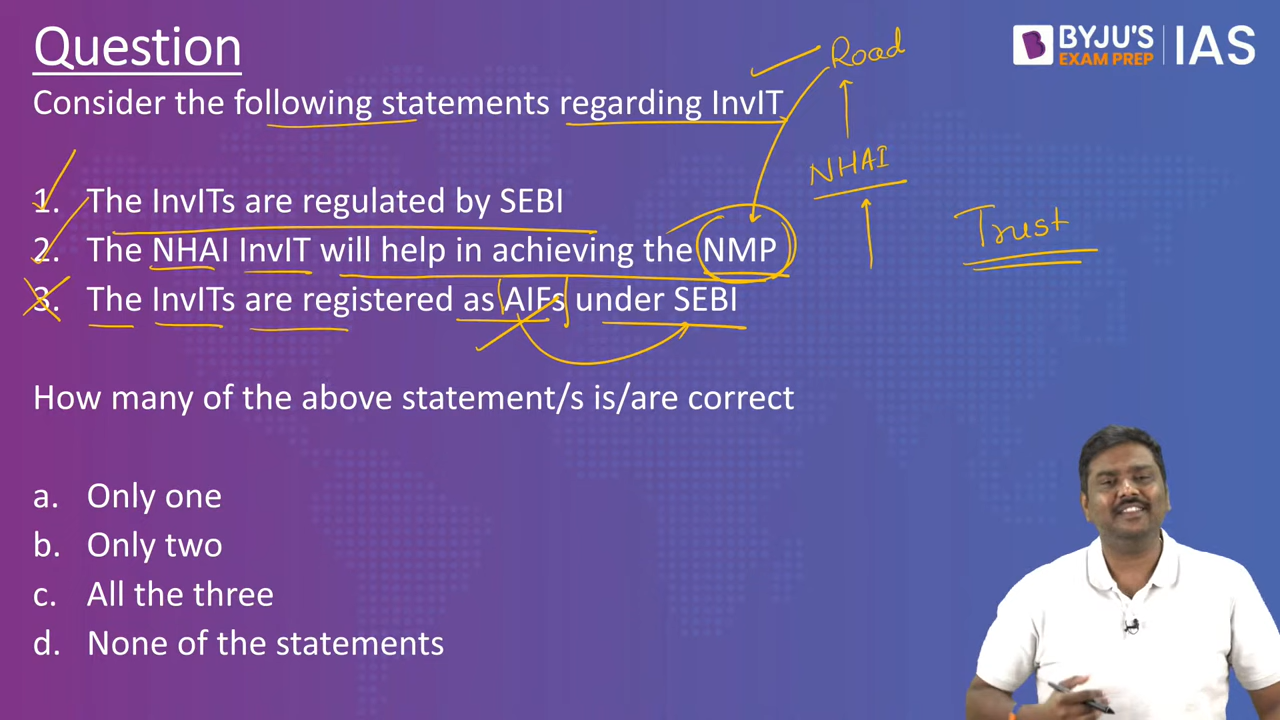 Question
BYJU'S
EXAM PREP
IAS
Road
Consider the following statements regarding InvIT
NHAI
1. The InvITs are regulated by SEBI
Trust
2. The NHAI InvIT will help in achieving the NMP
3. The InvITs are registered as AIFs under SEBI
How many of the above statement/s is/are correct
a. Only one
b. Only two
c. All the three
d. None of the statements